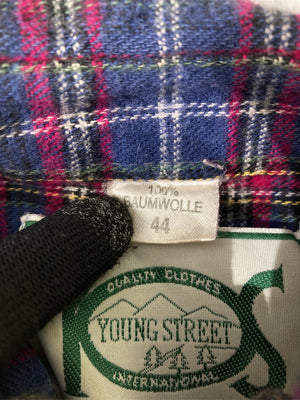 100%
BAUMWOLLE
44
QUALITY CLOTHES
YOUNG STREET
INTERNATIONAL